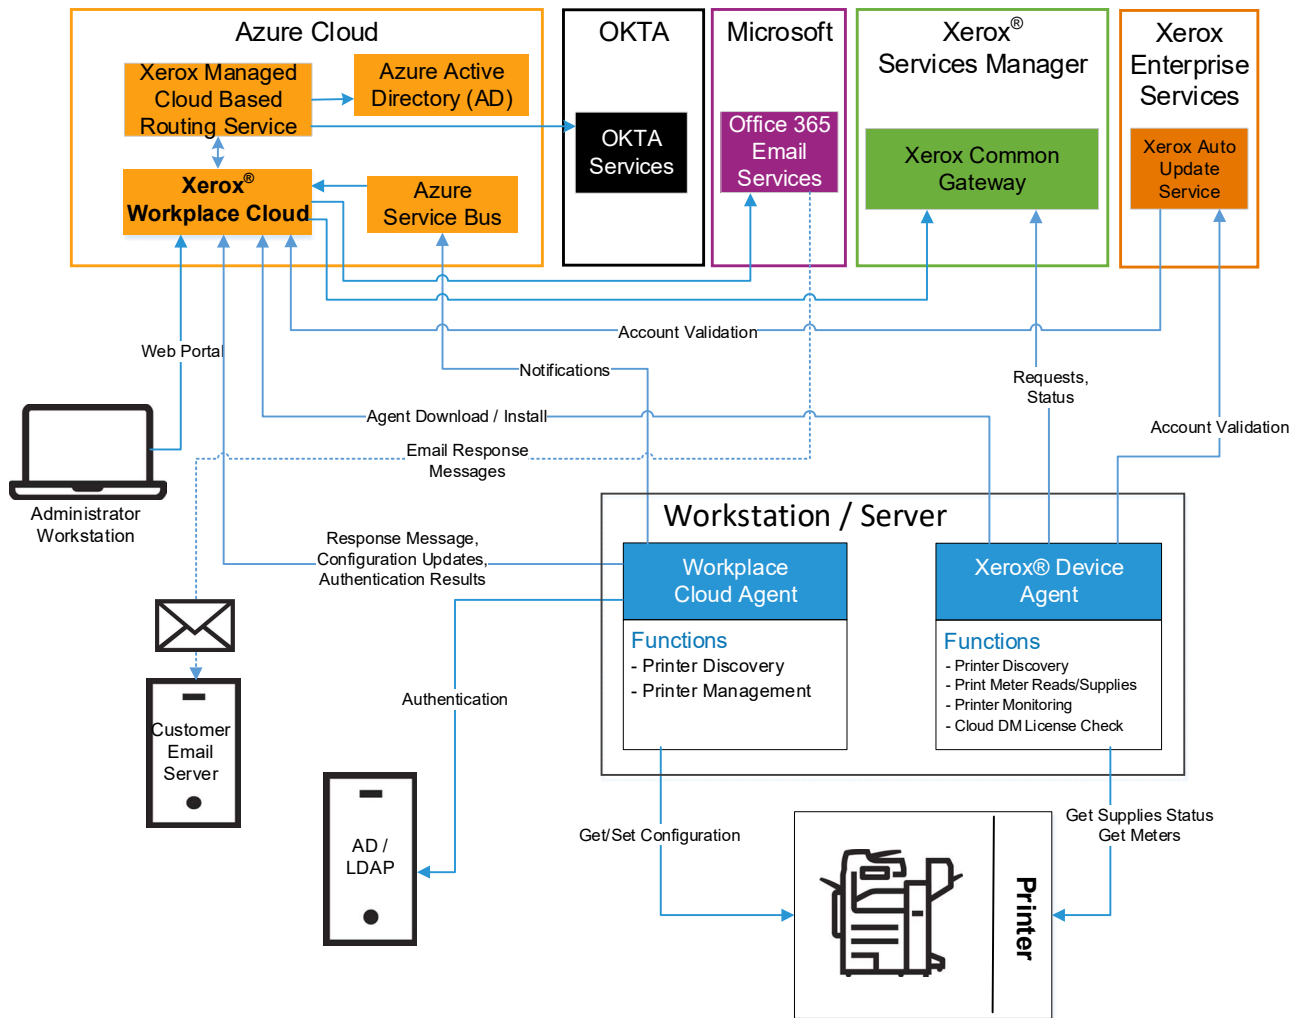 Azure Cloud
OKTA
Microsoft
Xerox®
Services Manager
Xerox
Enterprise
Services
Xerox Managed
Cloud Based
Routing Service
Azure Active
Directory (AD)
OKTA
Services
Office 365
Email
Services
Xerox Common
Gateway
Xerox Auto
Update
Service
Xerox®
Workplace Cloud
Azure
Service Bus
Account Validation
Web Portal
Notifications
Requests,
Status
Agent Download / Install
Account Validation
Email Response
Messages
Administrator
Workstation
Workstation / Server
Response Message,
Configuration Updates,
Authentication Results
Workplace
Cloud Agent
Xerox® Device
Agent
Functions
- Printer Discovery
- Printer Management
Functions
- Printer Discovery
- Print Meter Reads/Supplies
- Printer Monitoring
- Cloud DM License Check
Authentication
Customer
Email
Server
AD /
LDAP
Get/Set Configuration
Get Supplies Status
Get Meters
Printer